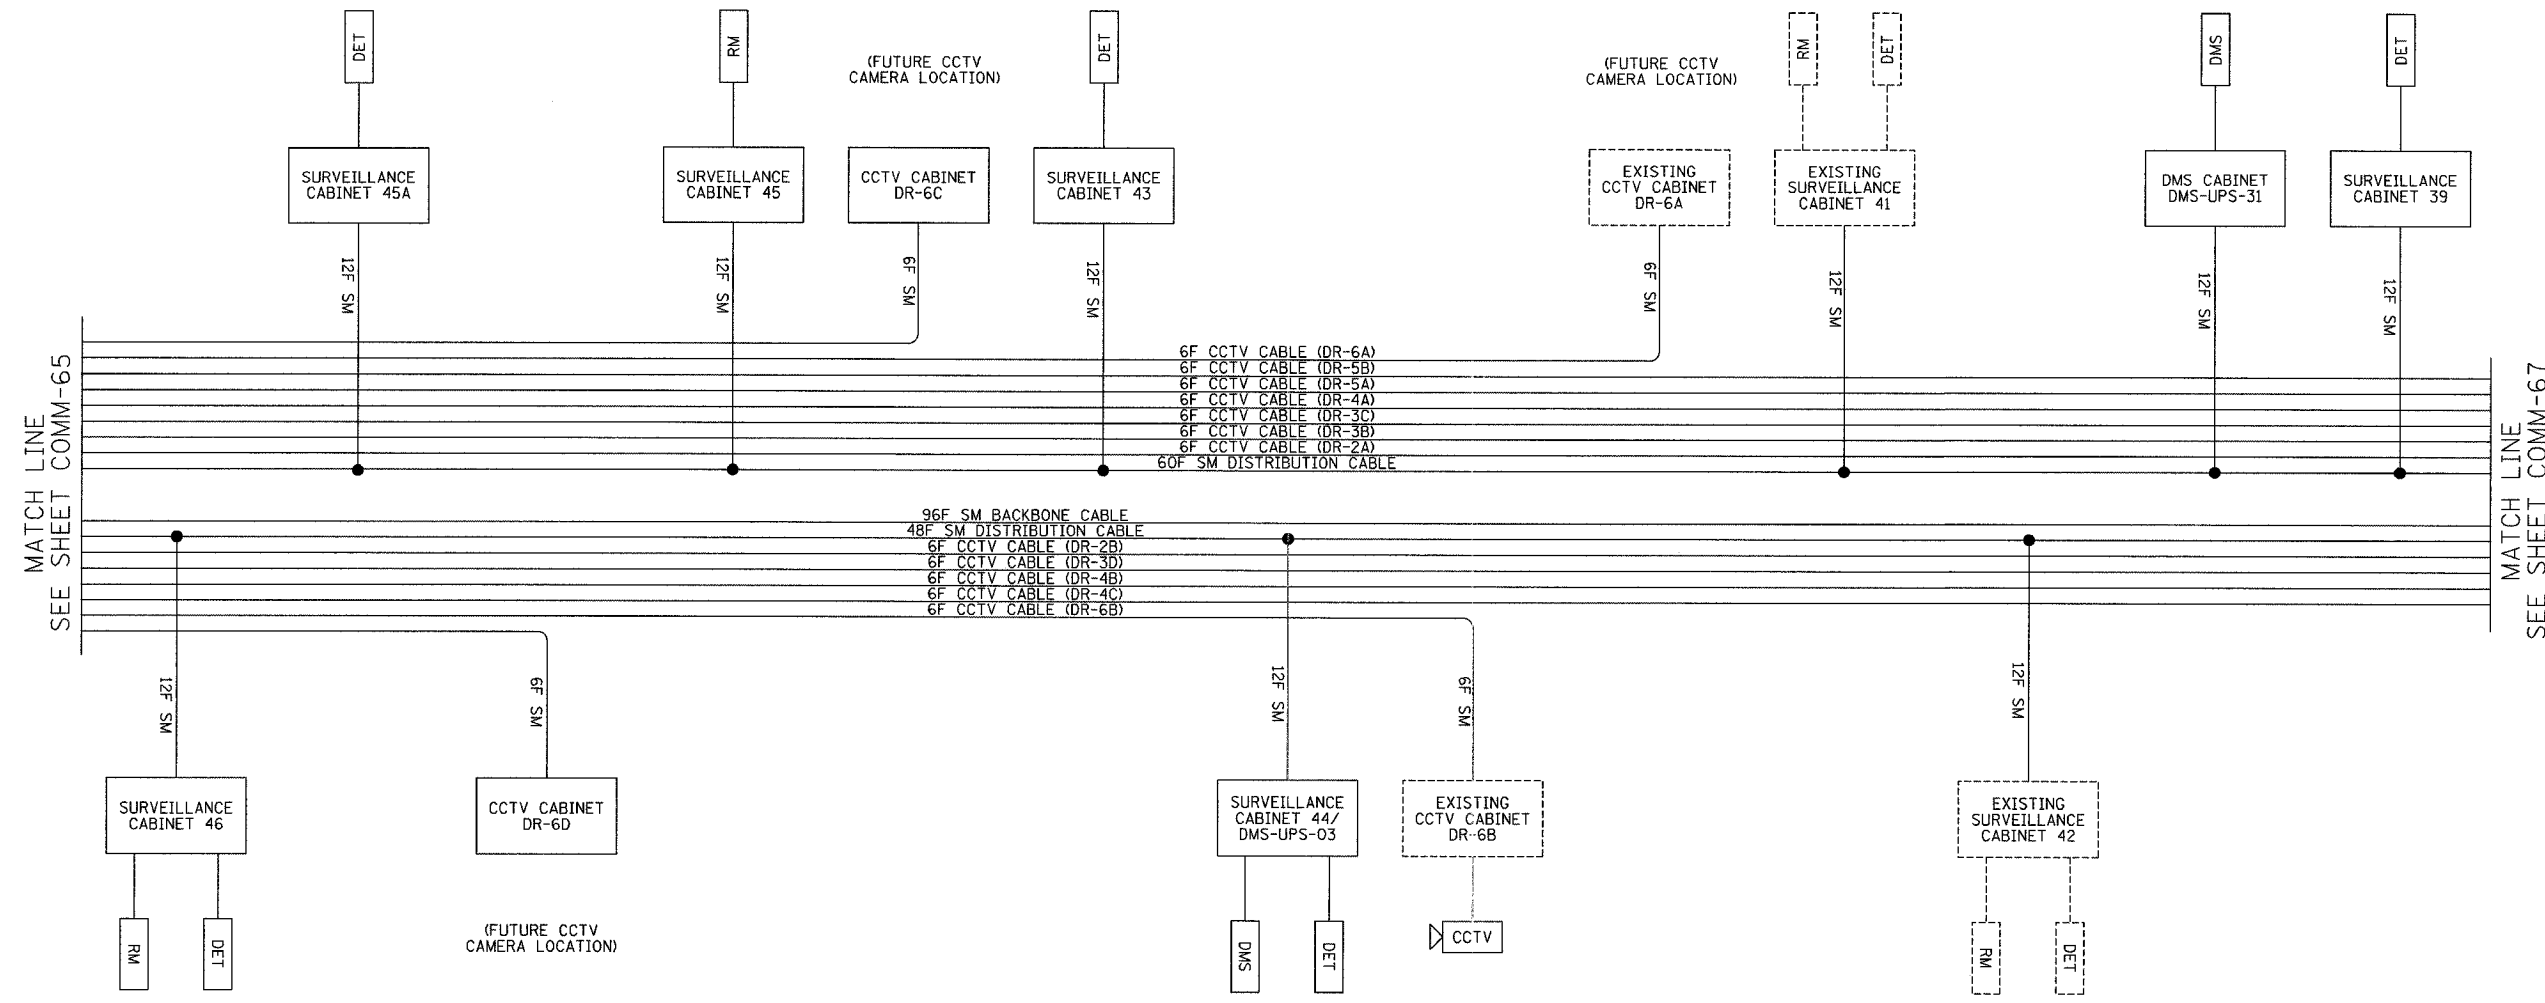 DET
RM
(FUTURE CCTV
CAMERA LOCATION)
DET
(FUTURE CCTV
CAMERA LOCATION)
RM
DET
DMS
DET
SURVEILLANCE
CABINET 45A
SURVEILLANCE
CABINET 45
CCTV CABINET
DR-6C
SURVEILLANCE
CABINET 43
EXISTING
CCTV CABINET
DR-6A
EXISTING
SURVEILLANCE
CABINET 41
DMS CABINET
DMS-UPS-31
SURVEILLANCE
CABINET 39
12F SM
12F SM
6F SM
12F SM
6F SM
12F SM
12F SM
12F SM
MATCH LINE
SEE SHEET COMM-65
6F CCTV CABLE (DR-6A)
6F CCTV CABLE (DR-5B)
6F CCTV CABLE (DR-5A)
6F CCTV CABLE (DR-4A)
6F CCTV CABLE (DR-3C)
6F CCTV CABLE (DR-3B)
6F CCTV CABLE (DR-2A)
60F SM DISTRIBUTION CABLE
96F SM BACKBONE CABLE
48F SM DISTRIBUTION CABLE
6F CCTV CABLE (DR-2B)
6F CCTV CABLE (DR-3D)
6F CCTV CABLE (DR-4B)
6F CCTV CABLE (DR-4C)
6F CCTV CABLE (DR-6B)
MATCH LINE
SEE SHEET COMM-67
12F SM
6F SM
12F SM
6F SM
12F SM
SURVEILLANCE
CABINET 46
CCTV CABINET
DR-6D
SURVEILLANCE
CABINET 44/
DMS-UPS-03
EXISTING
CCTV CABINET
DR-6B
EXISTING
SURVEILLANCE
CABINET 42
RM
DET
(FUTURE CCTV
CAMERA LOCATION)
DMS
DET
CCTV
RM
DET